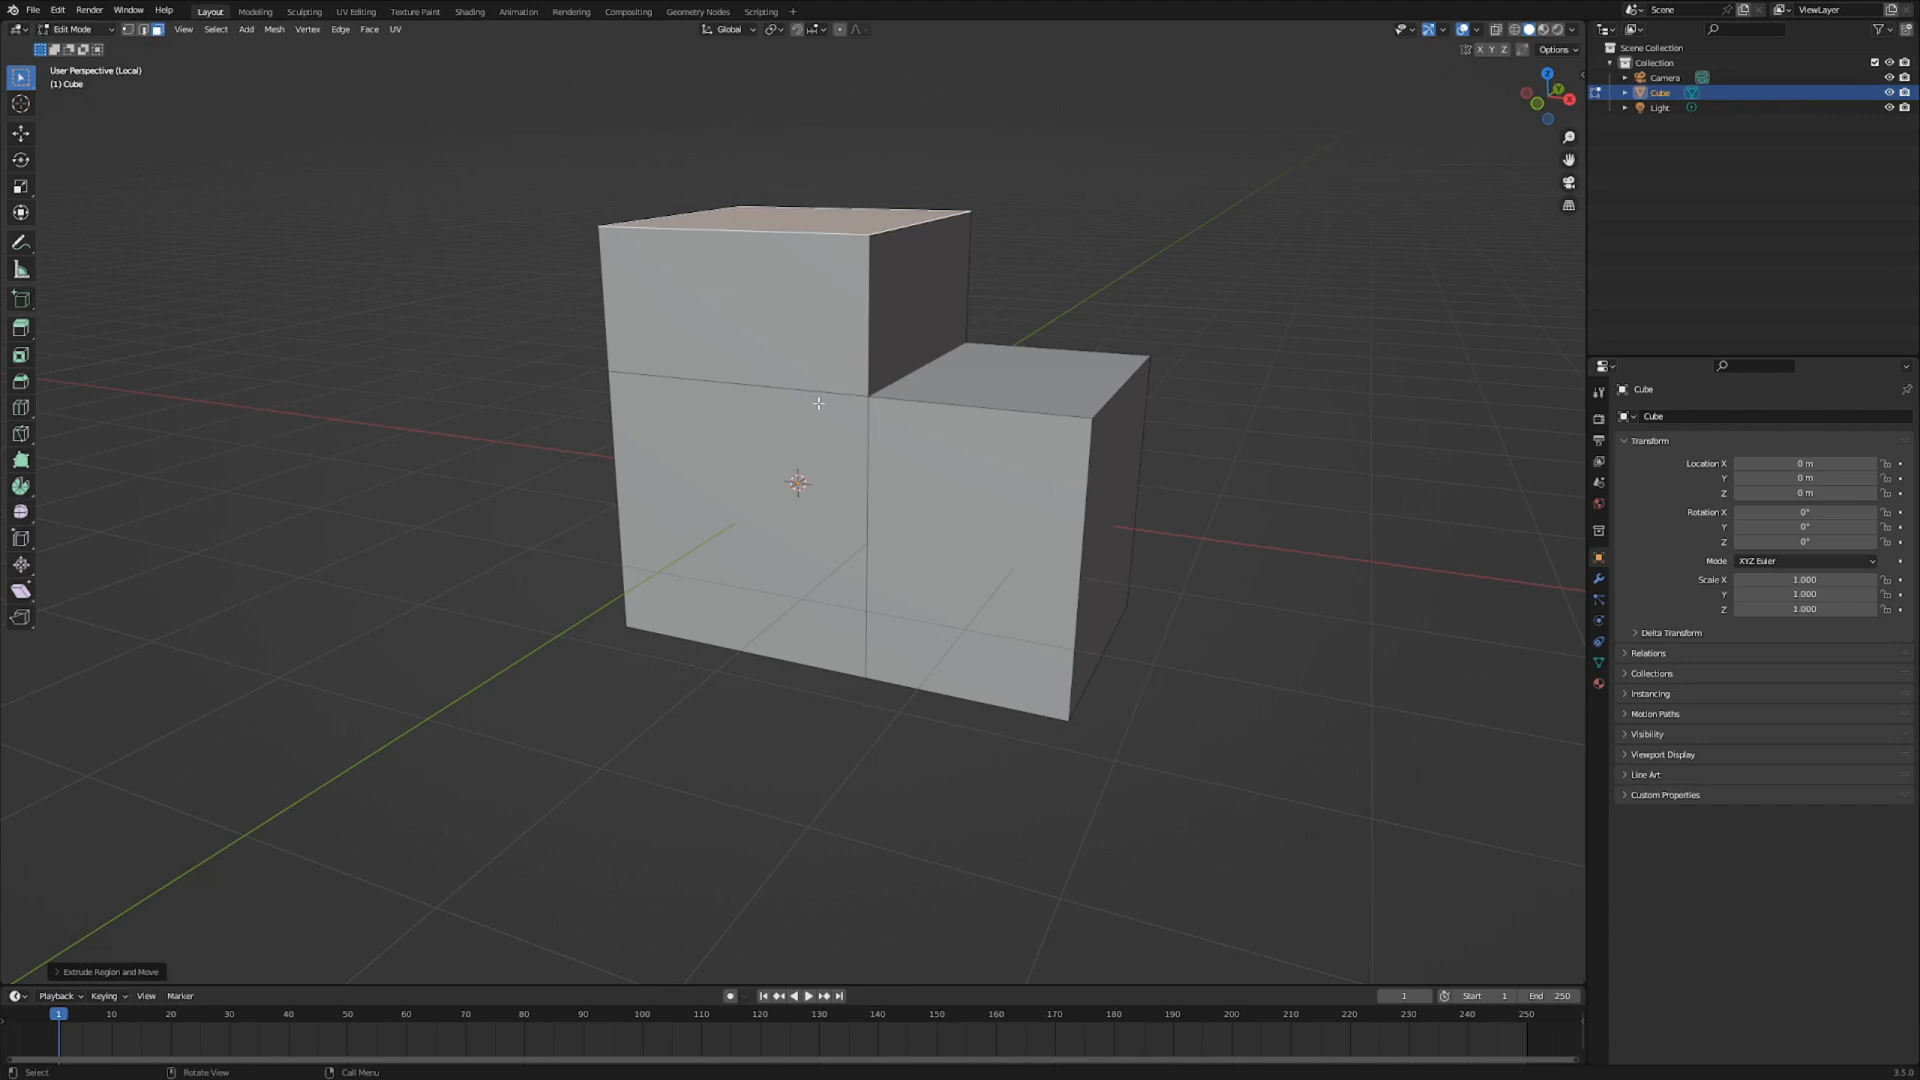 File Edit Render Window Help Layout Modeling Sculpting UV Editing Texture Paint Shading Animation Rendering Compositing Geometry Nodes Scripting + Scene ViewLayer
Edit Mode View Select Add Mesh Vertex Edge Face UV Global
X Y Z Options
User Perspective (Local)
(1) Cube
Z
Y
X
Scene Collection
Collection
Camera
Cube
Light
Cube
Cube
Transform
Location X 0 m
Y 0 m
Z 0 m
Rotation X 0°
Y 0°
Z 0°
Mode XYZ Euler
Scale X 1.000
Y 1.000
Z 1.000
Delta Transform
Relations
Collections
Instancing
Motion Paths
Visibility
Viewport Display
Line Art
Custom Properties
Extrude Region and Move
Playback Keying View Marker 1 Start 1 End 250
1 10 20 30 40 50 60 70 80 90 100 110 120 130 140 150 160 170 180 190 200 210 220 230 240 250
Select Rotate View Call Menu 3.5.0